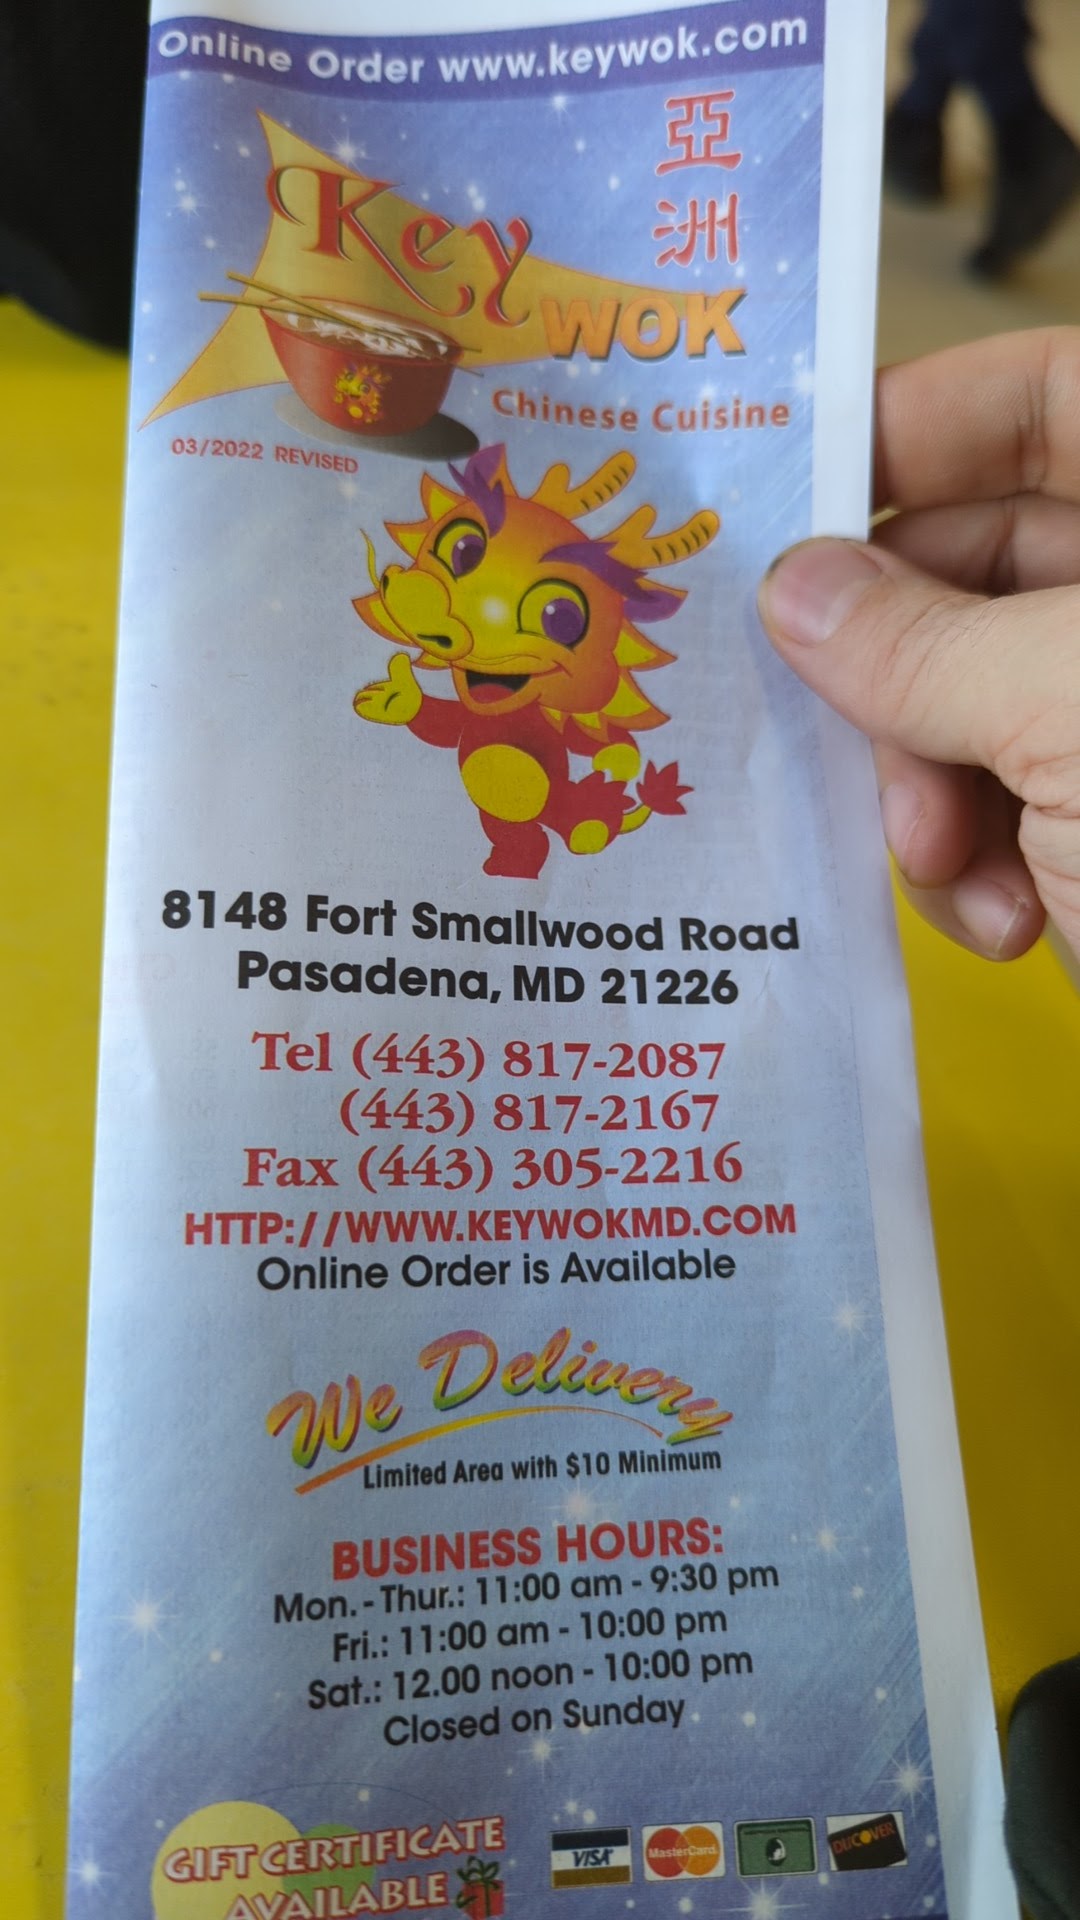 Online Order www.keywok.com
亞
洲
Key
WOK
Chinese Cuisine
03/2022 REVISED
8148 Fort Smallwood Road
Pasadena, MD 21226
Tel (443) 817-2087
(443) 817-2167
Fax (443) 305-2216
HTTP://WWW.KEYWOKMD.COM
Online Order is Available
We Delivery
Limited Area with $10 Minimum
BUSINESS HOURS:
Mon.-Thur.: 11:00 am - 9:30 pm
Fri.: 11:00 am - 10:00 pm
Sat.: 12.00 noon - 10:00 pm
Closed on Sunday
GIFT CERTIFICATE
AVAILABLE
VISA
MasterCard
DISCOVER